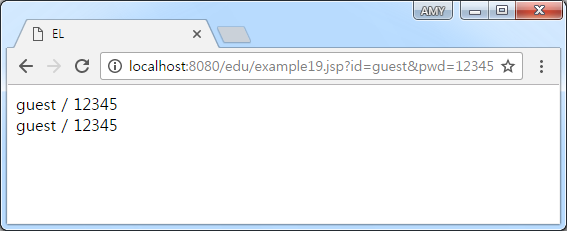 AMY
EL
localhost:8080/edu/example19.jsp?id=guest&pwd=12345
guest / 12345
guest / 12345